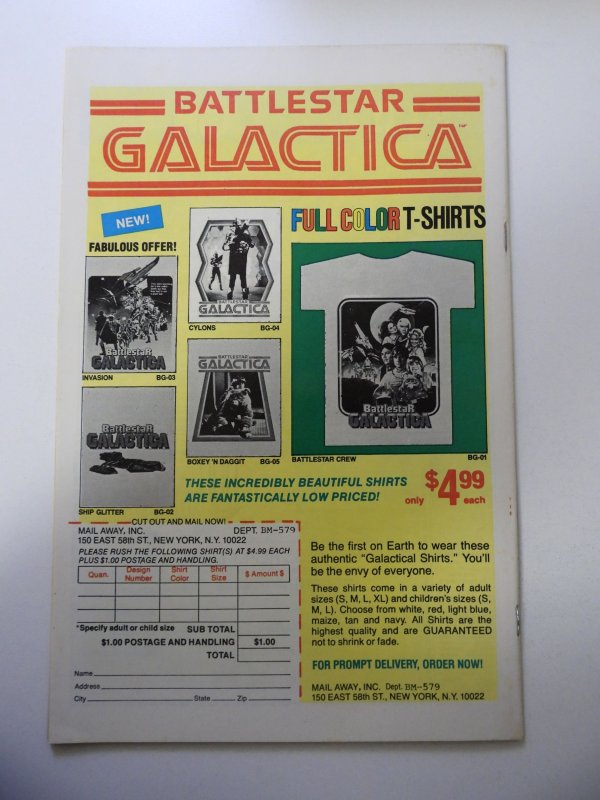 BATTLESTAR
GALACTICA™
NEW!
FABULOUS OFFER!
FULL COLOR T-SHIRTS
BattlestaR
GALACTICA
INVASION BG-03
BATTLESTAR
GALACTICA
CYLONS BG-04
BATTLESTAR
GALACTICA
BOXEY 'N DAGGIT BG-05
BattlestaR
GALACTICA
SHIP GLITTER BG-02
BattlestaR
GALACTICA
BATTLESTAR CREW BG-01
THESE INCREDIBLY BEAUTIFUL SHIRTS
ARE FANTASTICALLY LOW PRICED!
only $4.99 each
CUT OUT AND MAIL NOW!
MAIL AWAY, INC. DEPT. BM-579
150 EAST 58th ST., NEW YORK, N.Y. 10022
PLEASE RUSH THE FOLLOWING SHIRT(S) AT $4.99 EACH
PLUS $1.00 POSTAGE AND HANDLING.
Quan. Design Number Shirt Color Shirt Size $ Amount $
*Specify adult or child size SUB TOTAL
$1.00 POSTAGE AND HANDLING $1.00
TOTAL
Name
Address
City State Zip
Be the first on Earth to wear these
authentic "Galactical Shirts." You'll
be the envy of everyone.
These shirts come in a variety of adult
sizes (S, M, L, XL) and children's sizes (S,
M, L). Choose from white, red, light blue,
maize, tan and navy. All Shirts are the
highest quality and are GUARANTEED
not to shrink or fade.
FOR PROMPT DELIVERY, ORDER NOW!
MAIL AWAY, INC. Dept. BM-579
150 EAST 58th ST., NEW YORK, N.Y. 10022